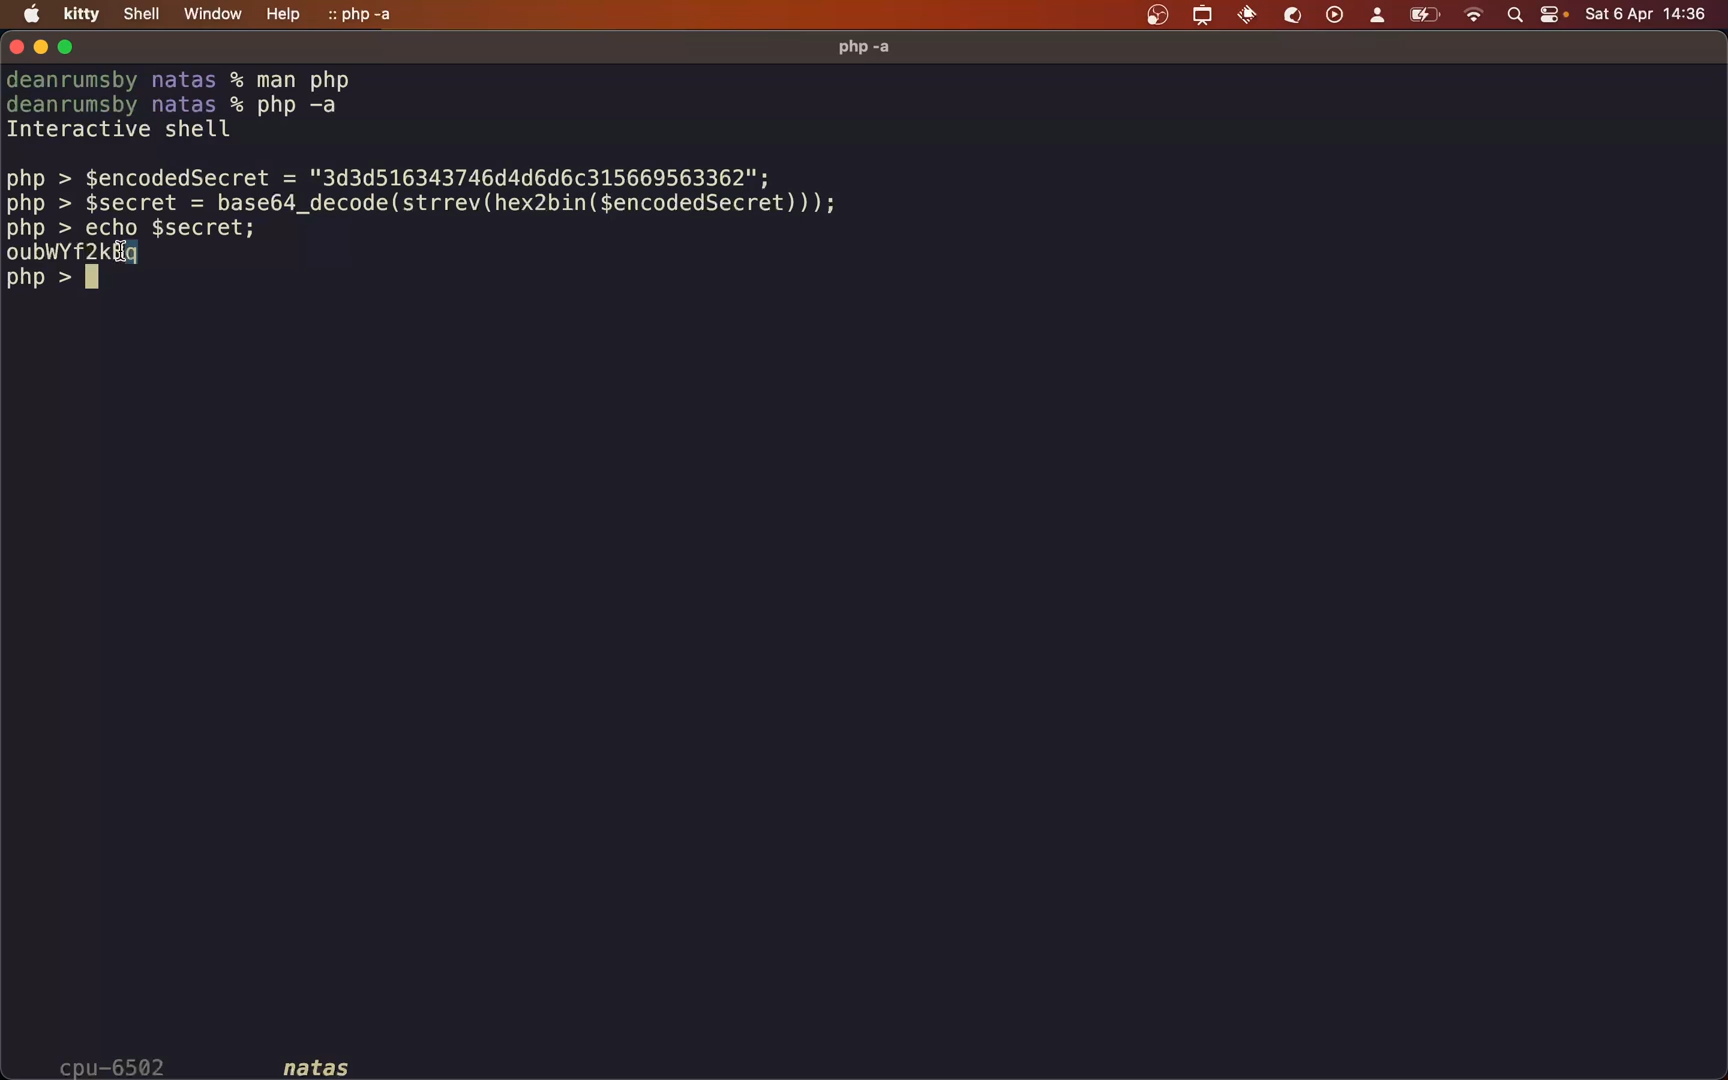 kitty Shell Window Help :: php -a Sat 6 Apr 14:36
php -a
deanrumsby natas % man php
deanrumsby natas % php -a
Interactive shell
php > $encodedSecret = "3d3d516343746d4d6d6c315669563362";
php > $secret = base64_decode(strrev(hex2bin($encodedSecret)));
php > echo $secret;
php >
cpu-6502 natas